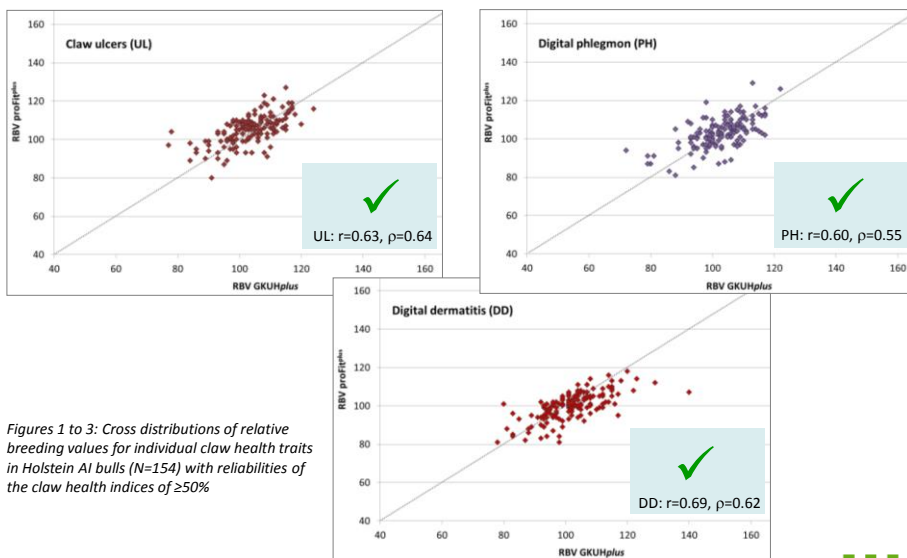 Claw ulcers (UL)
RBV proFit^plus
160
140
120
100
80
60
40
40 60 80 100 120 140 160
RBV GKUHplus
UL: r=0.63, ρ=0.64
Digital phlegmon (PH)
RBV proFit^plus
160
140
120
100
80
60
40
40 60 80 100 120 140 160
RBV GKUHplus
PH: r=0.60, ρ=0.55
Digital dermatitis (DD)
RBV proFit^plus
160
140
120
100
80
60
40
40 60 80 100 120 140 160
RBV GKUHplus
DD: r=0.69, ρ=0.62
Figures 1 to 3: Cross distributions of relative
breeding values for individual claw health traits
in Holstein AI bulls (N=154) with reliabilities of
the claw health indices of ≥50%